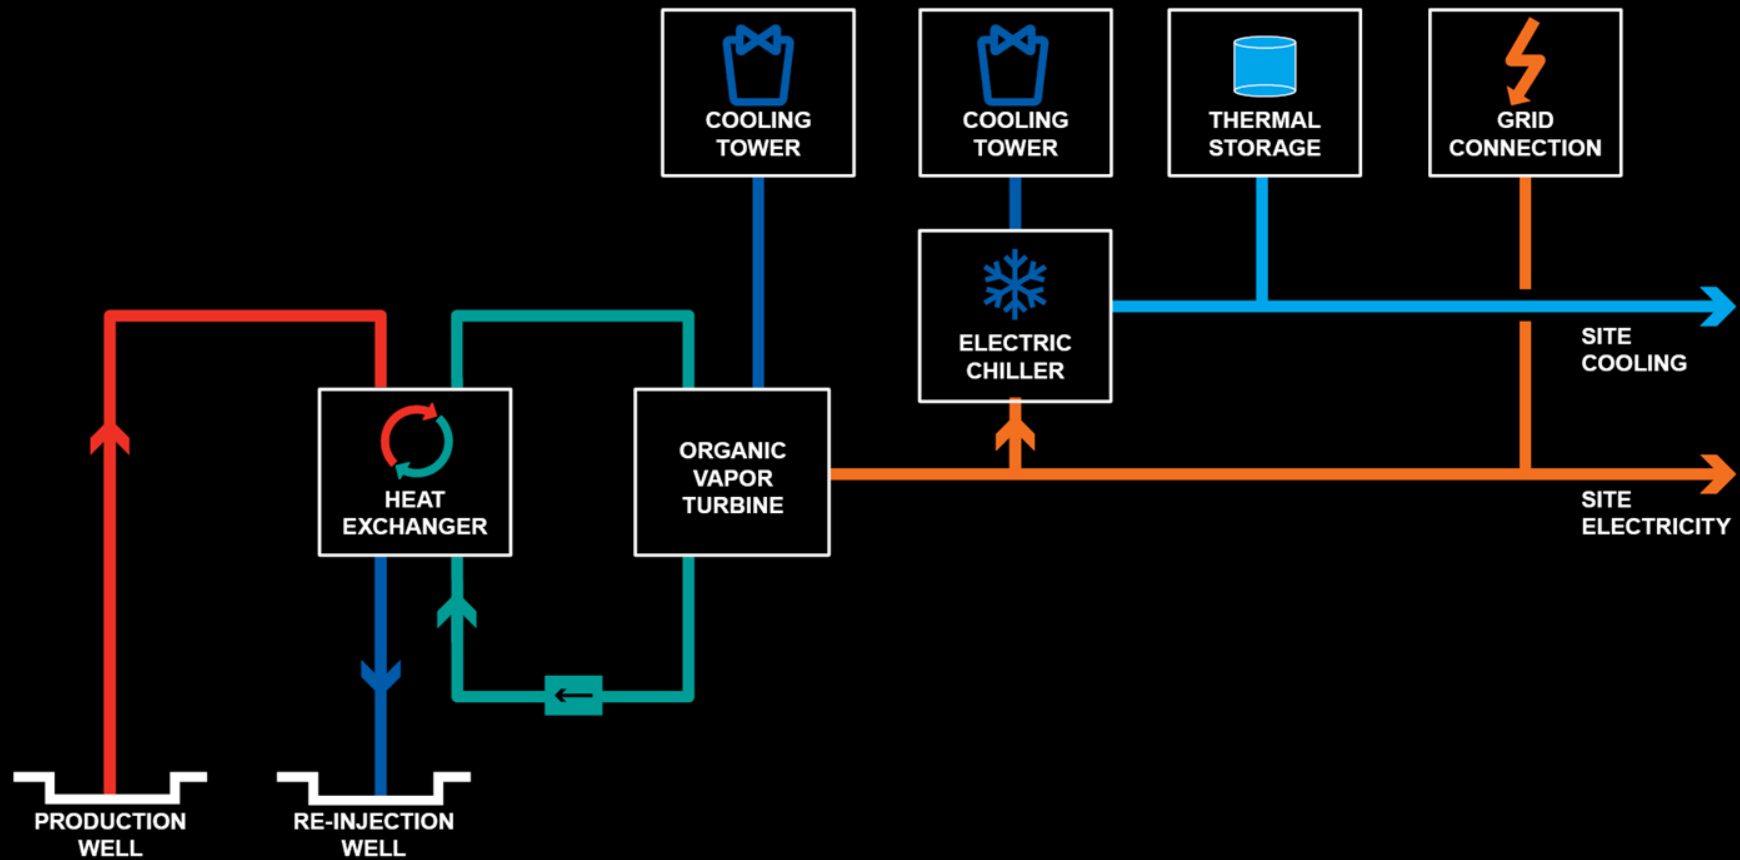 COOLING
TOWER
COOLING
TOWER
THERMAL
STORAGE
GRID
CONNECTION
ELECTRIC
CHILLER
SITE
COOLING
HEAT
EXCHANGER
ORGANIC
VAPOR
TURBINE
SITE
ELECTRICITY
PRODUCTION
WELL
RE-INJECTION
WELL